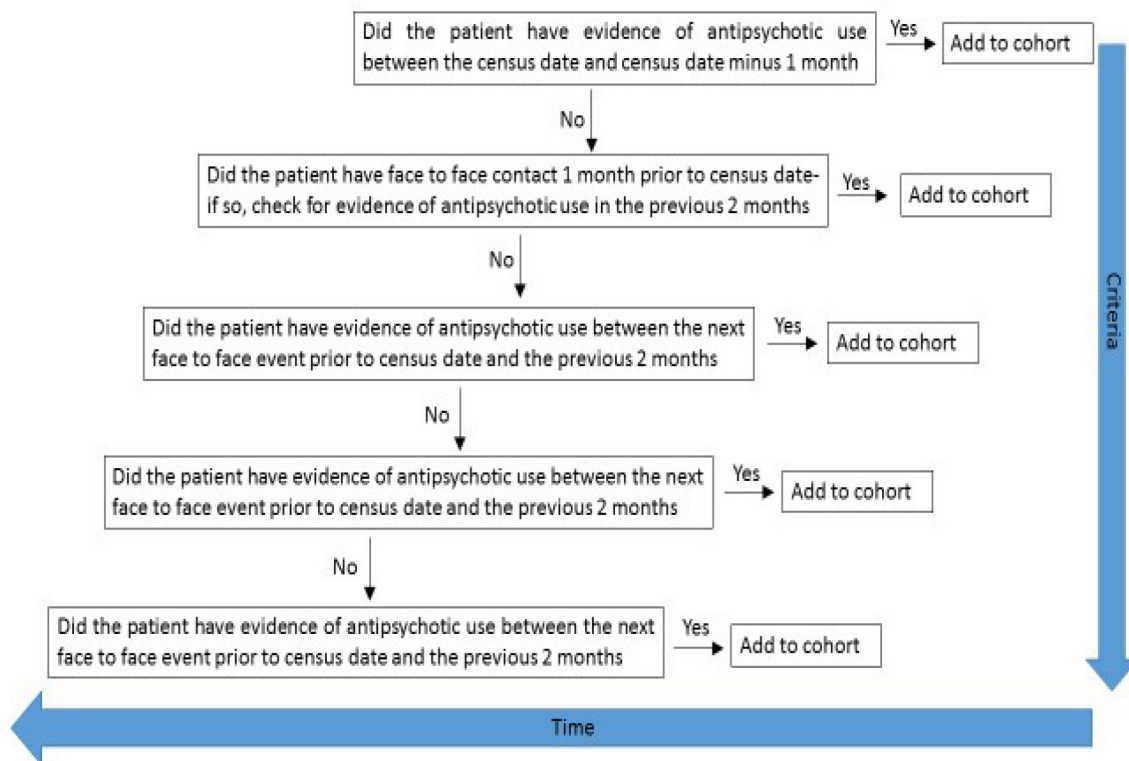 Did the patient have evidence of antipsychotic use
between the census date and census date minus 1 month
Yes
Add to cohort
No
Did the patient have face to face contact 1 month prior to census date-
if so, check for evidence of antipsychotic use in the previous 2 months
Yes
Add to cohort
No
Did the patient have evidence of antipsychotic use between the next
face to face event prior to census date and the previous 2 months
Yes
Add to cohort
No
Did the patient have evidence of antipsychotic use between the next
face to face event prior to census date and the previous 2 months
Yes
Add to cohort
No
Did the patient have evidence of antipsychotic use between the next
face to face event prior to census date and the previous 2 months
Yes
Add to cohort
Criteria
Time